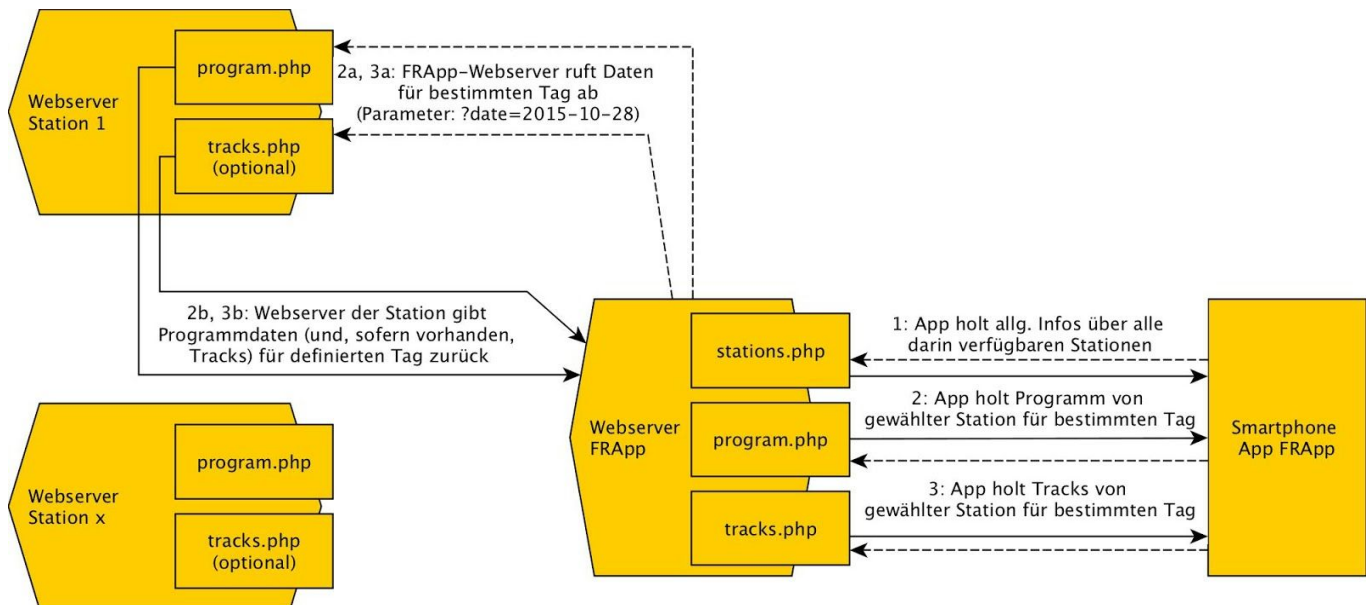 program.php
Webserver
Station 1
tracks.php
(optional)
2a, 3a: FRApp-Webserver ruft Daten
für bestimmten Tag ab
(Parameter: ?date=2015-10-28)
2b, 3b: Webserver der Station gibt
Programmdaten (und, sofern vorhanden,
Tracks) für definierten Tag zurück
program.php
Webserver
Station x
tracks.php
(optional)
Webserver
FRApp
stations.php
program.php
tracks.php
1: App holt allg. Infos über alle
darin verfügbaren Stationen
2: App holt Programm von
gewählter Station für bestimmten Tag
3: App holt Tracks von
gewählter Station für bestimmten Tag
Smartphone
App FRApp